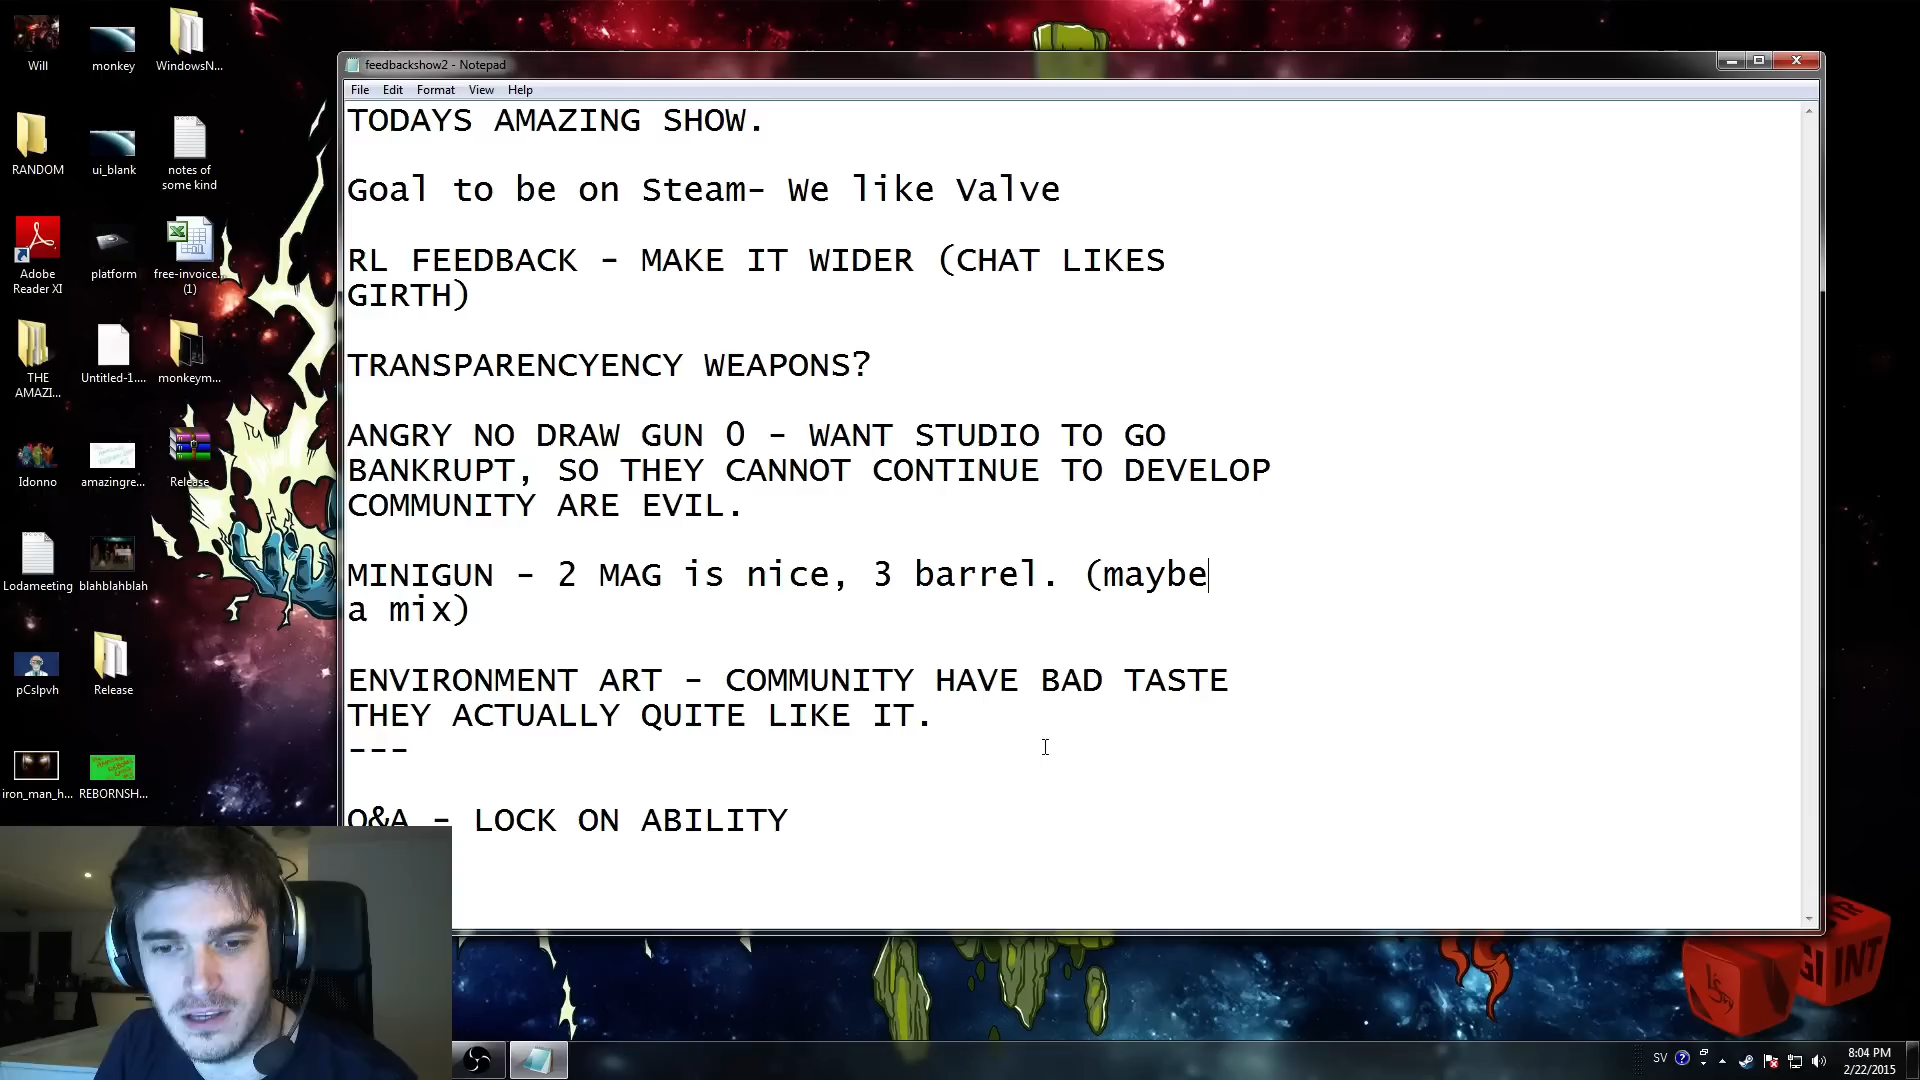 Will
monkey
WindowsN...
RANDOM
ui_blank
notes of
some kind
Adobe
Reader XI
platform
free-invoice...
(1)
THE
AMAZI...
Untitled-1....
monkeym...
Idonno
amazingre...
Release
Lodameeting
blahblahblah
pCslpvh
Release
iron_man_h...
REBORNSH...
feedbackshow2 - Notepad
File Edit Format View Help
TODAYS AMAZING SHOW.
Goal to be on Steam- We like Valve
RL FEEDBACK - MAKE IT WIDER (CHAT LIKES
GIRTH)
TRANSPARENCYENCY WEAPONS?
ANGRY NO DRAW GUN 0 - WANT STUDIO TO GO
BANKRUPT, SO THEY CANNOT CONTINUE TO DEVELOP
COMMUNITY ARE EVIL.
MINIGUN - 2 MAG is nice, 3 barrel. (maybe
a mix)
ENVIRONMENT ART - COMMUNITY HAVE BAD TASTE
THEY ACTUALLY QUITE LIKE IT.
---
Q&A - LOCK ON ABILITY
GI INT
SV
8:04 PM
2/22/2015